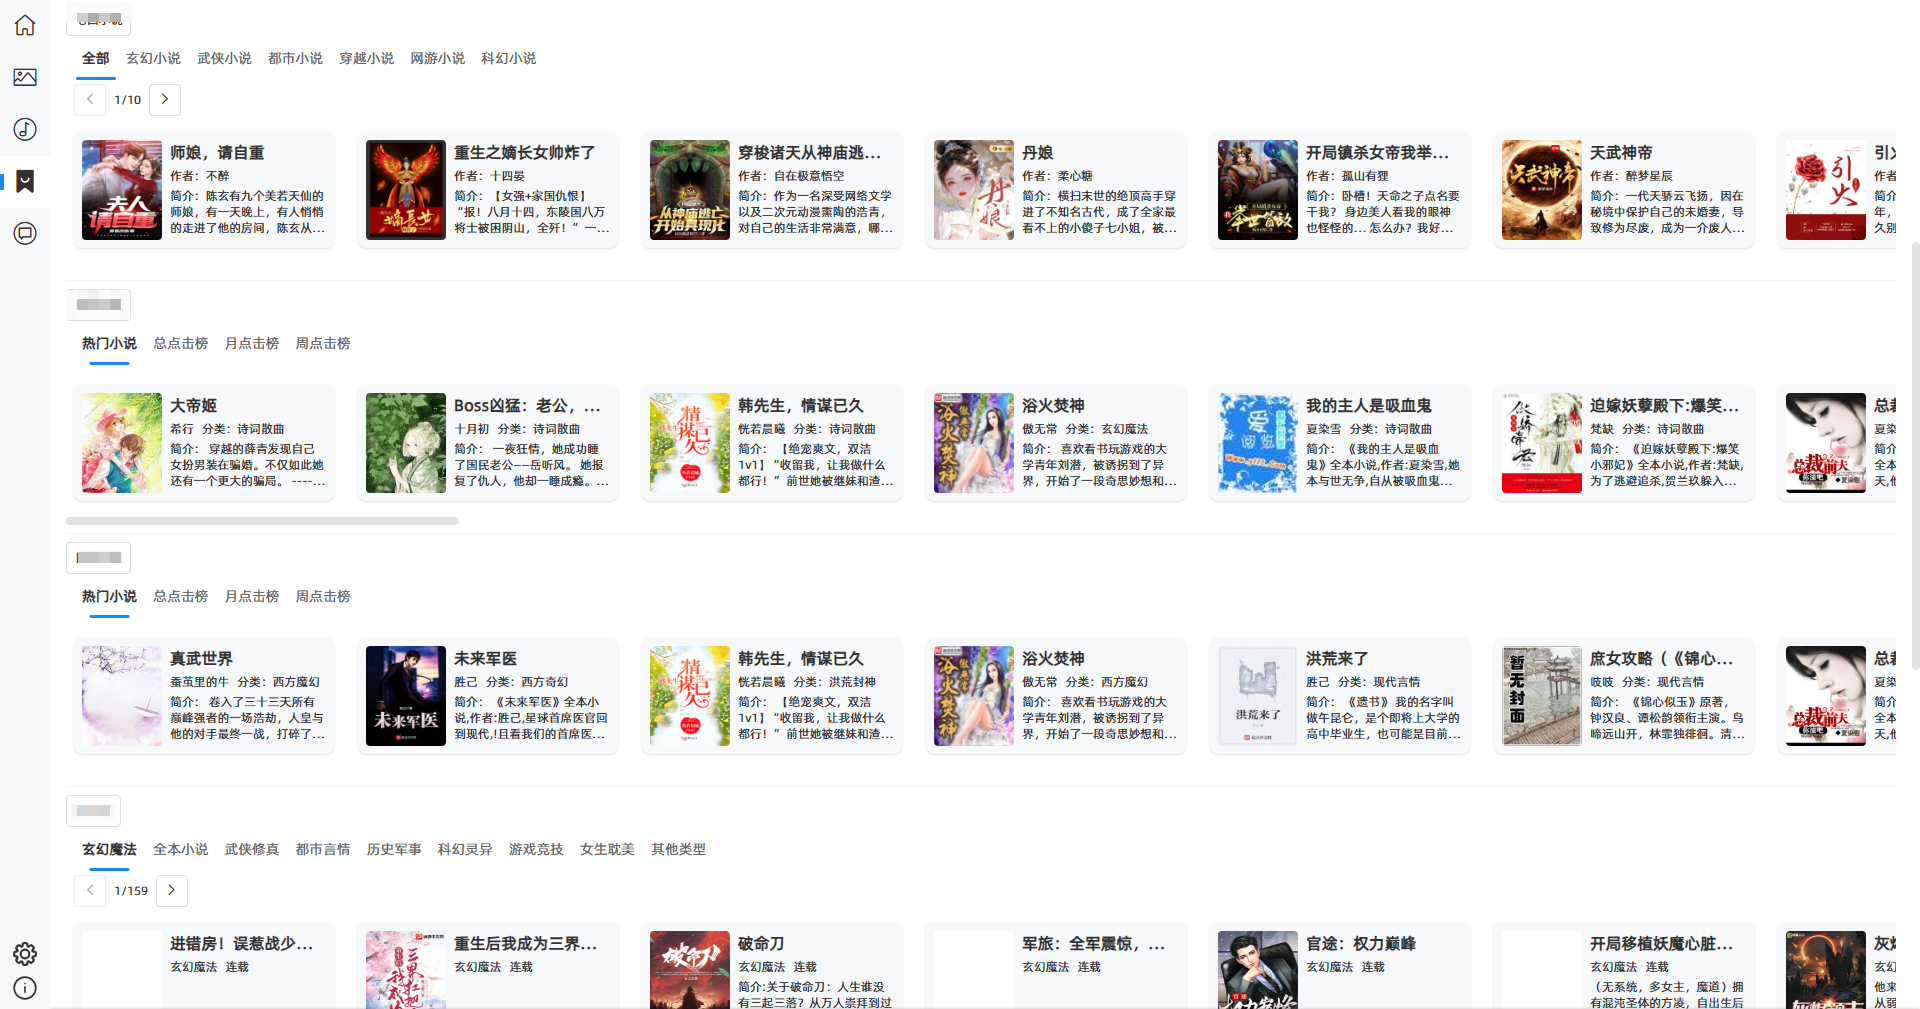 全部 玄幻小说 武侠小说 都市小说 穿越小说 网游小说 科幻小说
1/10
师娘，请自重
作者：不醉
简介：陈玄有九个美若天仙的
师娘，有一天晚上，有人悄悄
的走进了他的房间，陈玄从...
重生之嫡长女帅炸了
作者：十四晏
简介：【女强+家国仇恨】
“报！八月十四，东陵国八万
将士被困阴山，全歼！”一...
穿梭诸天从神庙逃...
作者：自在极意悟空
简介：作为一名深受网络文学
以及二次元动漫熏陶的浩青，
对自己的生活非常满意，哪...
丹娘
作者：柔心糖
简介：横扫末世的绝顶高手穿
进了不知名古代，成了全家最
看不上的小傻子七小姐，被...
开局镇杀女帝我举...
作者：孤山有狸
简介：卧槽！天命之子点名要
干我？ 身边美人看我的眼神
也怪怪的... 怎么办？我好...
天武神帝
作者：醉梦星辰
简介：一代天骄云飞扬，因在
秘境中保护自己的未婚妻，导
致修为尽废，成为一介废人...
引火
热门小说 总点击榜 月点击榜 周点击榜
大帝姬
希行 分类：诗词散曲
简介： 穿越的薛青发现自己
女扮男装在骗婚。不仅如此她
还有一个更大的骗局。 ----...
Boss凶猛：老公，...
十月初 分类：诗词散曲
简介： 一夜狂情，她成功睡
了国民老公——岳听风。 她报
复了仇人，他却一睡成瘾。...
韩先生，情谋已久
恍若晨曦 分类：诗词散曲
简介：【绝宠爽文，双洁
1v1】“收留我，让我做什么
都行！”前世她被继妹和渣...
浴火焚神
傲无常 分类：玄幻魔法
简介： 喜欢看书玩游戏的大
学青年刘潜，被诱拐到了异
界，开始了一段奇思妙想和...
我的主人是吸血鬼
夏染雪 分类：诗词散曲
简介： 《我的主人是吸血
鬼》全本小说,作者:夏染雪,她
本与世无争,自从被吸血鬼...
迫嫁妖孽殿下:爆笑...
梵缺 分类：诗词散曲
简介： 《迫嫁妖孽殿下:爆笑
小邪妃》全本小说,作者:梵缺,
为了逃避追杀,贺兰玖躲入...
热门小说 总点击榜 月点击榜 周点击榜
真武世界
蚕茧里的牛 分类：西方魔幻
简介： 卷入了三十三天所有
巅峰强者的一场浩劫，人皇与
他的对手最终一战，打碎了...
未来军医
胜己 分类：西方奇幻
简介： 《未来军医》全本小
说,作者:胜己,星球首席医官回
到现代,!且看我们的首席医...
韩先生，情谋已久
恍若晨曦 分类：洪荒封神
简介：【绝宠爽文，双洁
1v1】“收留我，让我做什么
都行！”前世她被继妹和渣...
浴火焚神
傲无常 分类：西方魔幻
简介： 喜欢看书玩游戏的大
学青年刘潜，被诱拐到了异
界，开始了一段奇思妙想和...
洪荒来了
胜己 分类：现代言情
简介： 《遗书》 我的名字叫
做午昆仑，是个即将上大学的
高中毕业生，也可能是目前...
庶女攻略（《锦心...
吱吱 分类：现代言情
简介： 《锦心似玉》原著，
钟汉良、谭松韵领衔主演。鸟
啼远山开，林霏独徘徊。清...
玄幻魔法 全本小说 武侠修真 都市言情 历史军事 科幻灵异 游戏竞技 女生耽美 其他类型
1/159
进错房！误惹战少...
玄幻魔法 连载
重生后我成为三界...
玄幻魔法 连载
破命刀
玄幻魔法 连载
简介:关于破命刀：人生谁没
有三起三落？从万人崇拜到过
军旅：全军震惊，...
玄幻魔法 连载
官途：权力巅峰
玄幻魔法 连载
开局移植妖魔心脏...
玄幻魔法 连载
（无系统，多女主，魔道）拥
有混沌圣体的方凌，自出生后